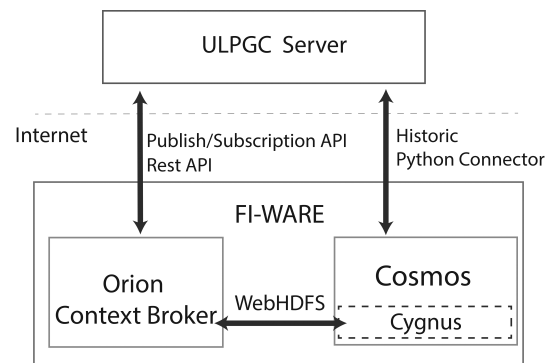 ULPGC Server
Internet
Publish/Subscription API
Rest API
Historic
Python Connector
FI-WARE
Orion
Context Broker
WebHDFS
Cosmos
Cygnus